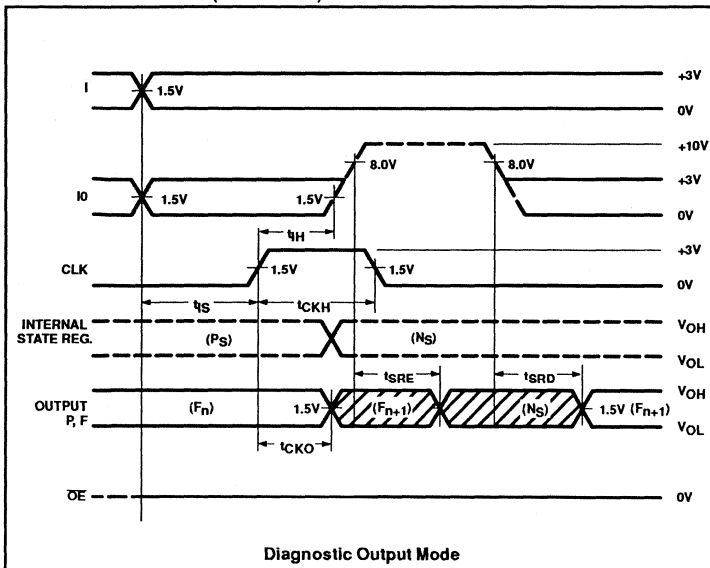 I
1.5V
+3V
0V
+10V
8.0V
8.0V
+3V
I0
1.5V
1.5V
0V
tIH
+3V
CLK
1.5V
1.5V
0V
tIS
tCKH
INTERNAL
STATE REG.
(PS)
(NS)
VOH
VOL
tSRE
tSRD
OUTPUT
P, F
(Fn)
1.5V
(Fn+1)
(NS)
1.5V (Fn+1)
VOH
VOL
tCKO
OE
0V
Diagnostic Output Mode